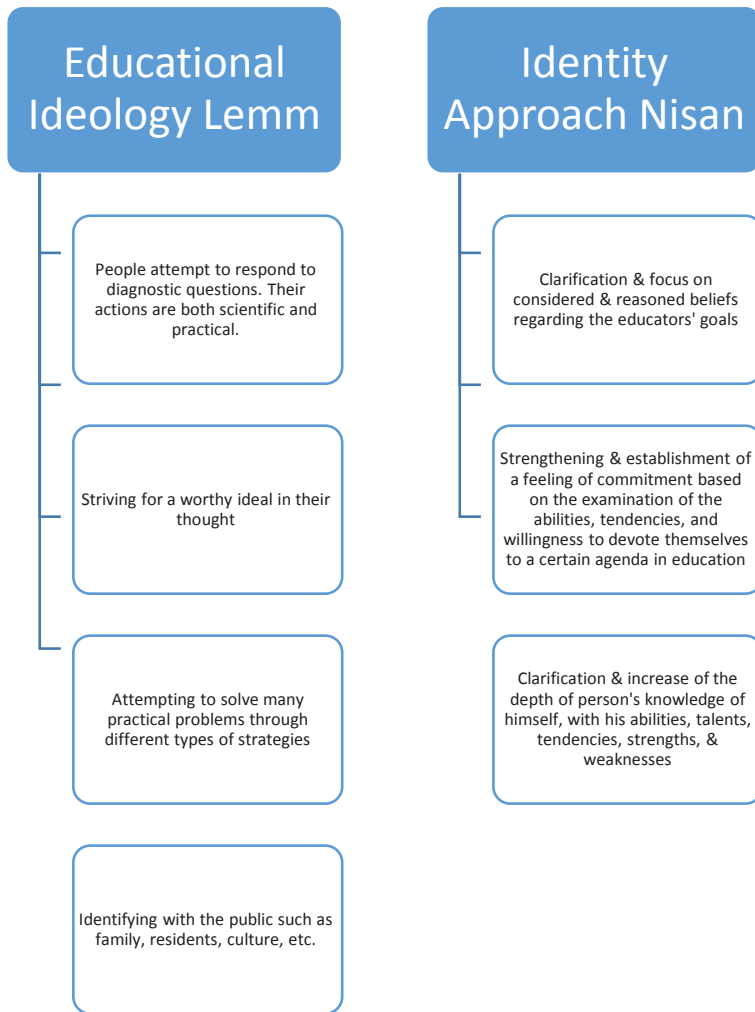 Educational
Ideology Lemm
People attempt to respond to
diagnostic questions. Their
actions are both scientific and
practical.
Striving for a worthy ideal in their
thought
Attempting to solve many
practical problems through
different types of strategies
Identifying with the public such as
family, residents, culture, etc.
Identity
Approach Nisan
Clarification & focus on
considered & reasoned beliefs
regarding the educators' goals
Strengthening & establishment of
a feeling of commitment based
on the examination of the
abilities, tendencies, and
willingness to devote themselves
to a certain agenda in education
Clarification & increase of the
depth of person's knowledge of
himself, with his abilities, talents,
tendencies, strengths, &
weaknesses